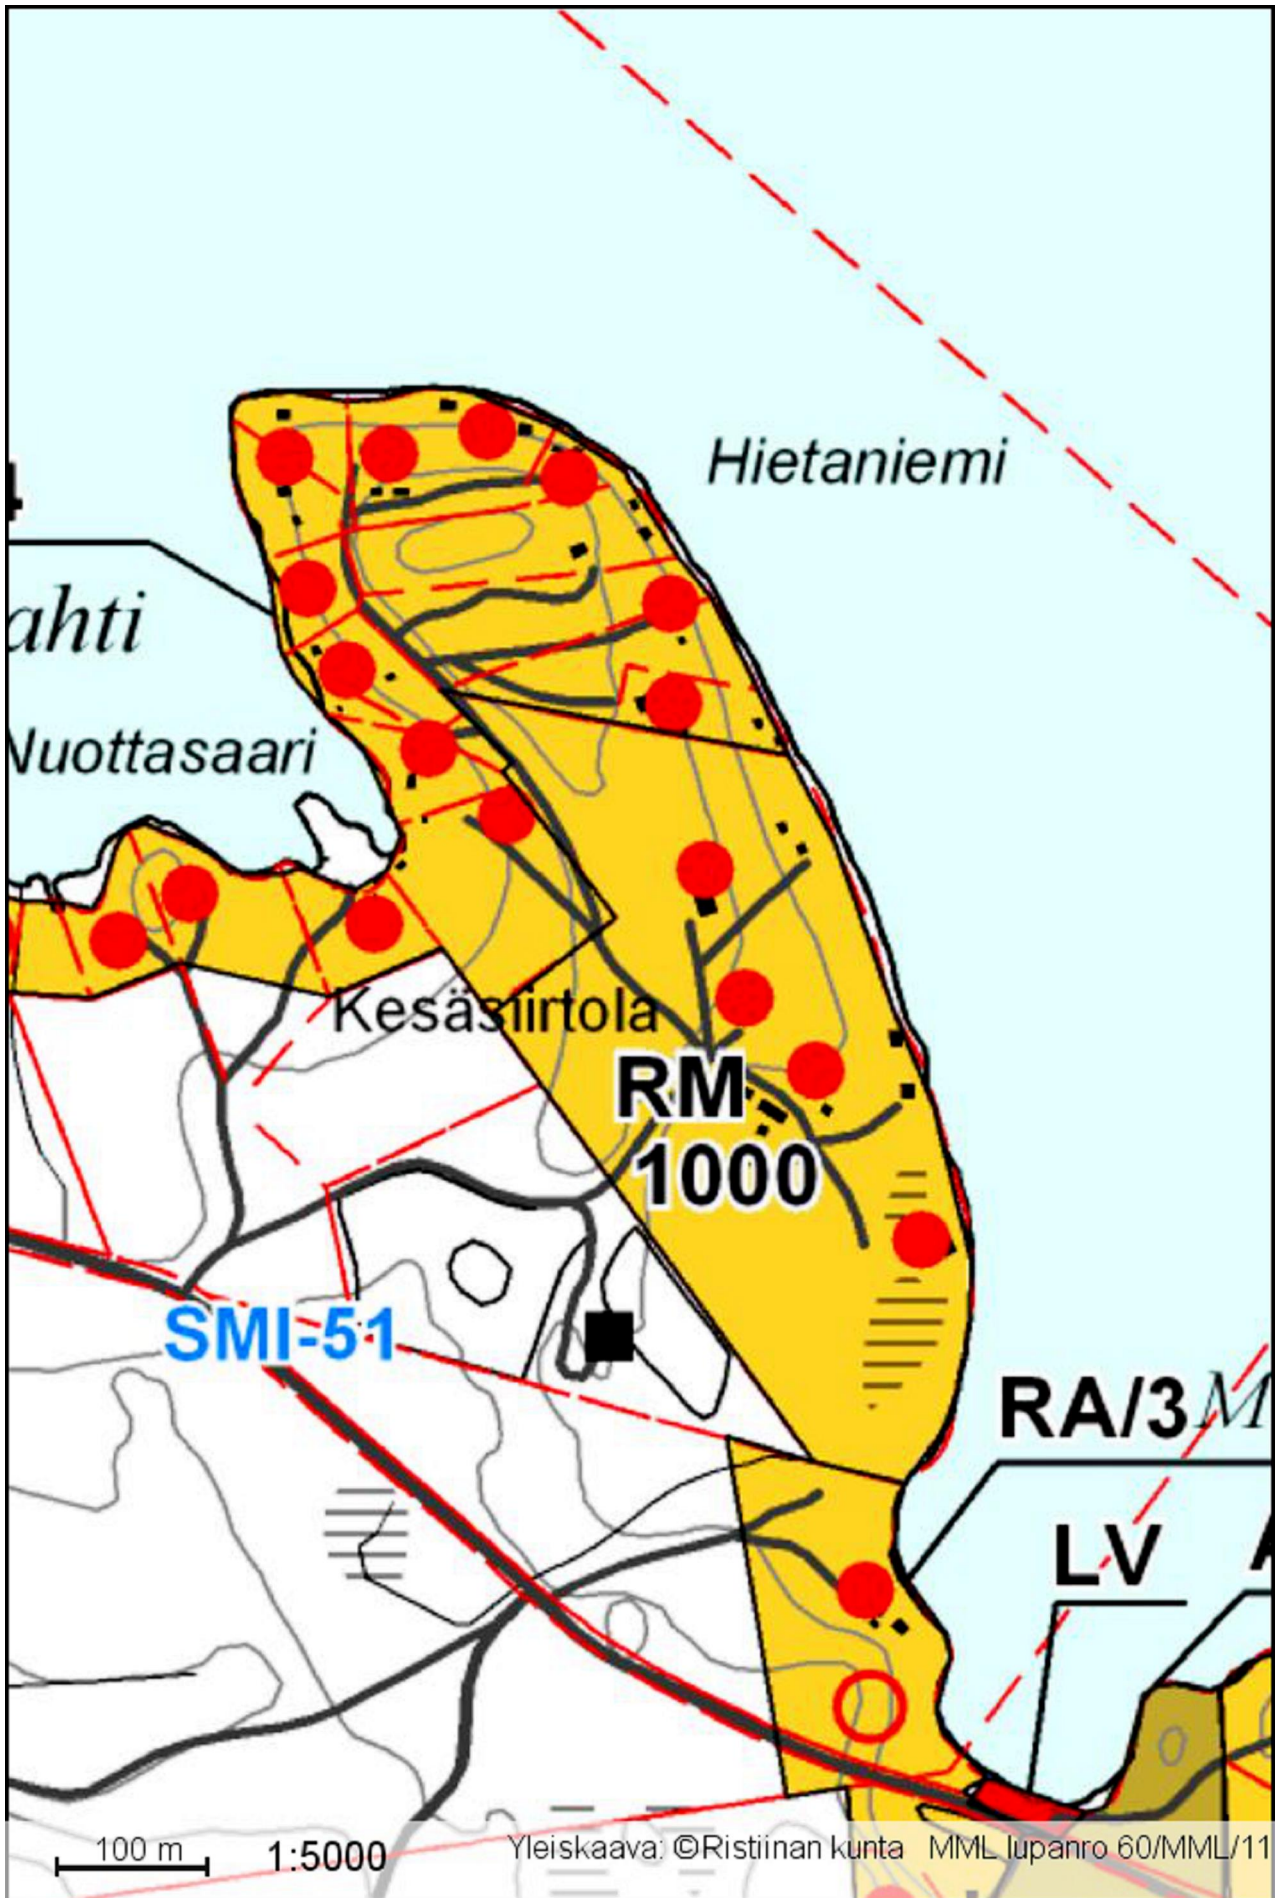 Hietaniemi
4
ahti
Nuottasaari
Kesäsiirtola
RM
1000
SMI-51
RA/3
M
LV
100 m
1:5000
Yleiskaava: ©Ristiinan kunta MML lupanro 60/MML/11